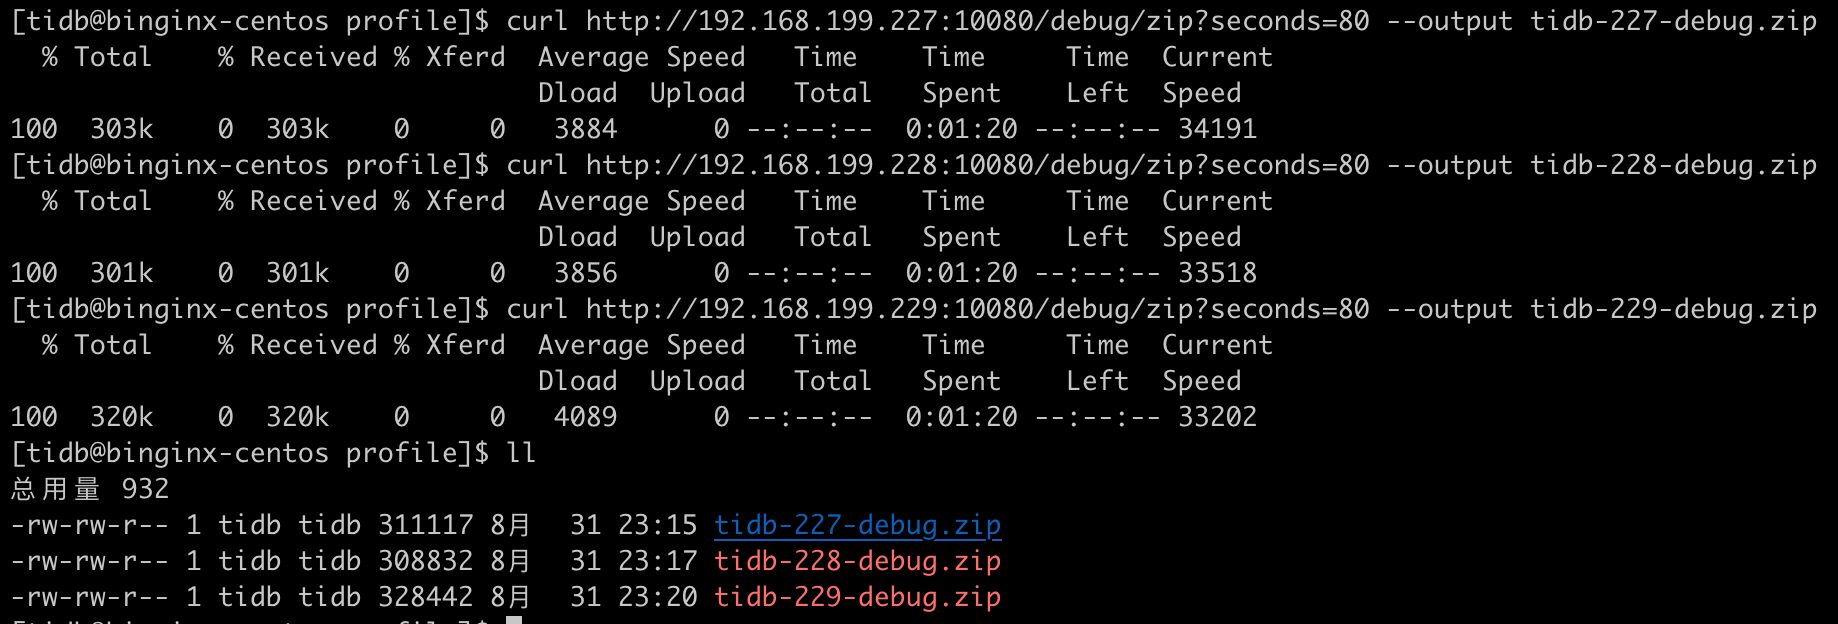 [tidb@binginx-centos profile]$ curl http://192.168.199.227:10080/debug/zip?seconds=80 --output tidb-227-debug.zip
  % Total    % Received % Xferd  Average Speed   Time    Time     Time  Current
                                 Dload  Upload   Total   Spent    Left  Speed
100  303k    0  303k    0     0   3884      0 --:--:--  0:01:20 --:--:-- 34191
[tidb@binginx-centos profile]$ curl http://192.168.199.228:10080/debug/zip?seconds=80 --output tidb-228-debug.zip
  % Total    % Received % Xferd  Average Speed   Time    Time     Time  Current
                                 Dload  Upload   Total   Spent    Left  Speed
100  301k    0  301k    0     0   3856      0 --:--:--  0:01:20 --:--:-- 33518
[tidb@binginx-centos profile]$ curl http://192.168.199.229:10080/debug/zip?seconds=80 --output tidb-229-debug.zip
  % Total    % Received % Xferd  Average Speed   Time    Time     Time  Current
                                 Dload  Upload   Total   Spent    Left  Speed
100  320k    0  320k    0     0   4089      0 --:--:--  0:01:20 --:--:-- 33202
[tidb@binginx-centos profile]$ ll
总用量 932
-rw-rw-r-- 1 tidb tidb 311117 8月  31 23:15 tidb-227-debug.zip
-rw-rw-r-- 1 tidb tidb 308832 8月  31 23:17 tidb-228-debug.zip
-rw-rw-r-- 1 tidb tidb 328442 8月  31 23:20 tidb-229-debug.zip
[tidb@binginx-centos profile]$